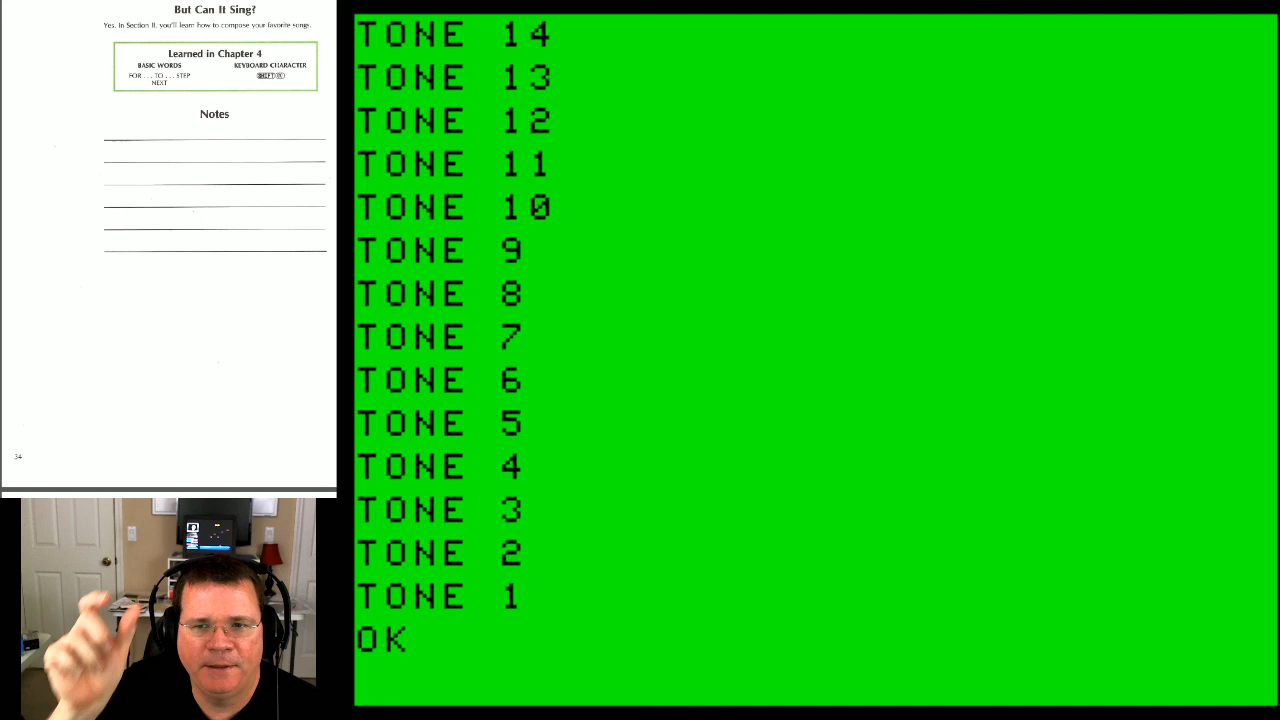 But Can It Sing?
Yes. In Section II, you'll learn how to compose your favorite songs.
Learned in Chapter 4
BASIC WORDS KEYBOARD CHARACTER
FOR . . . TO . . . STEP
NEXT
SHIFT @
Notes
34
TONE 14
TONE 13
TONE 12
TONE 11
TONE 10
TONE 9
TONE 8
TONE 7
TONE 6
TONE 5
TONE 4
TONE 3
TONE 2
TONE 1
OK